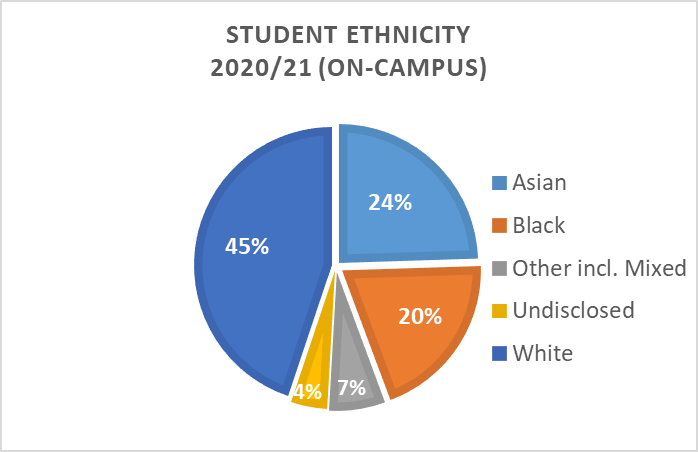 STUDENT ETHNICITY
2020/21 (ON-CAMPUS)
24%
45%
20%
7%
4%
Asian
Black
Other incl. Mixed
Undisclosed
White